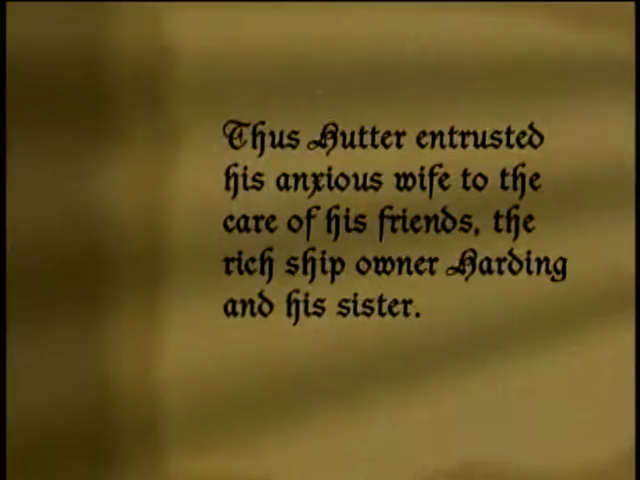 Thus Hutter entrusted
his anxious wife to the
care of his friends, the
rich ship owner Harding
and his sister.